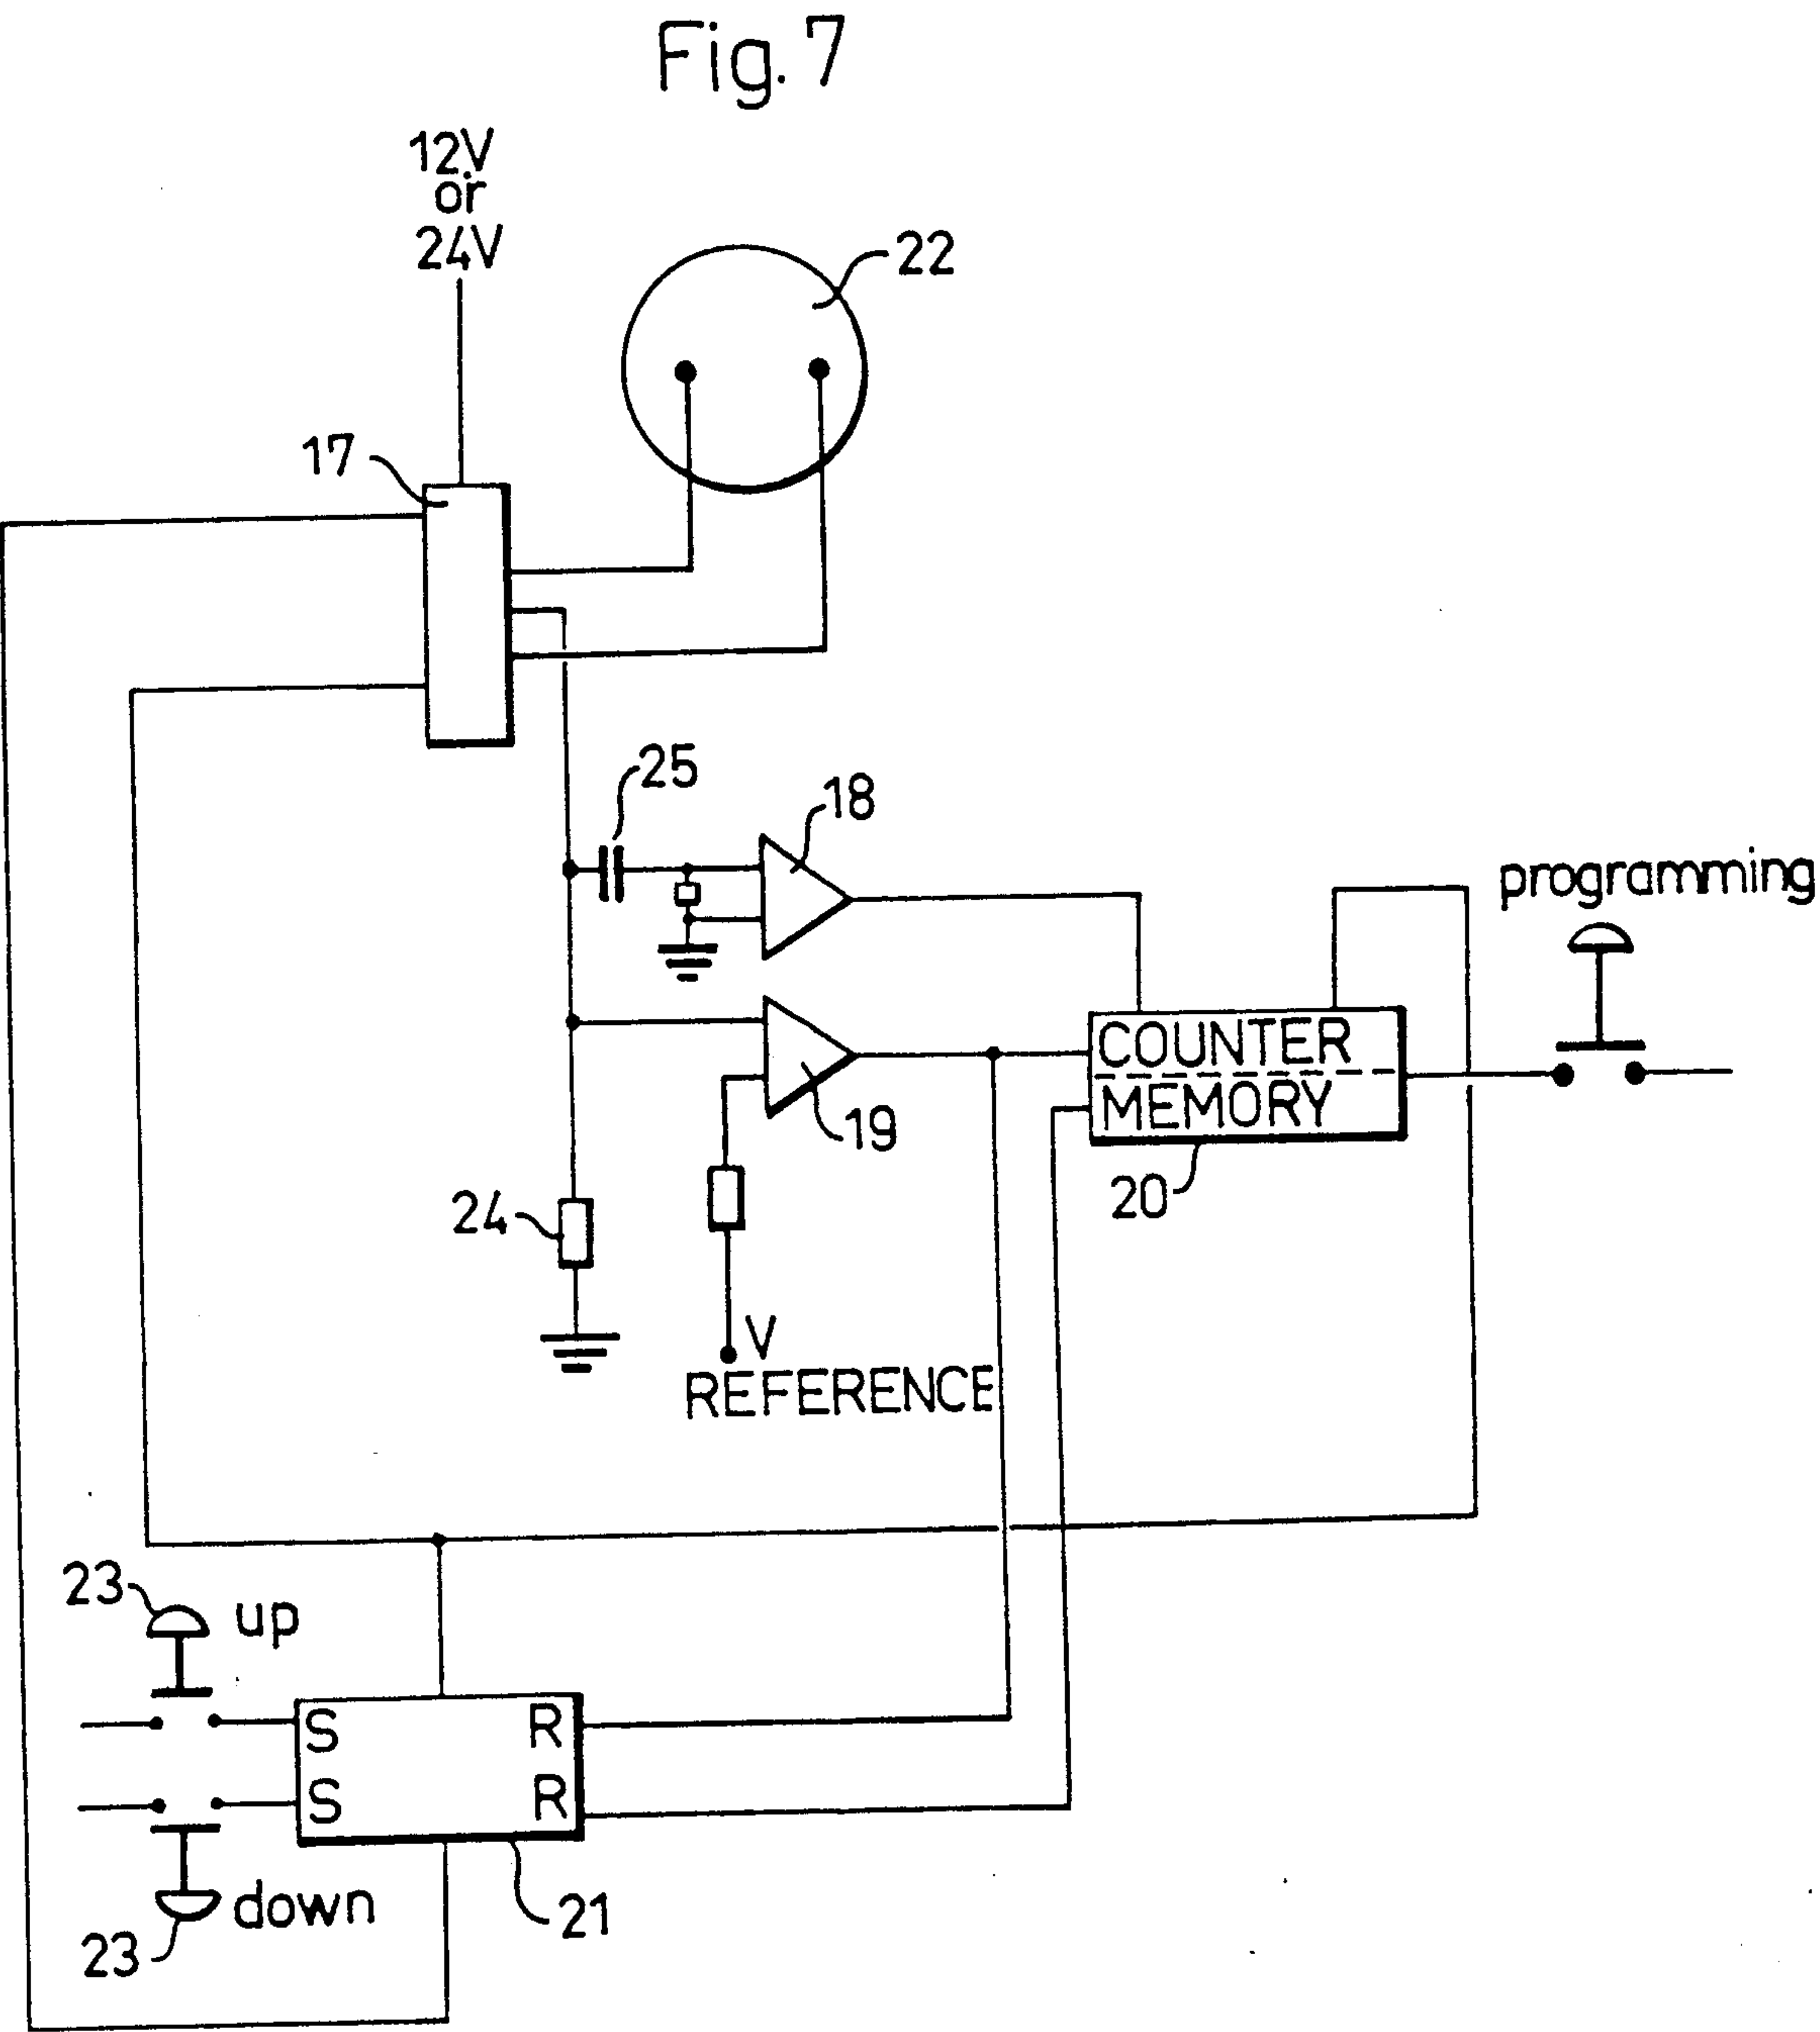 Fig. 7
12V
or
24V
22
17
25
18
programming
COUNTER
MEMORY
19
20
24
V
REFERENCE
23
up
S
R
S
R
down
21
23